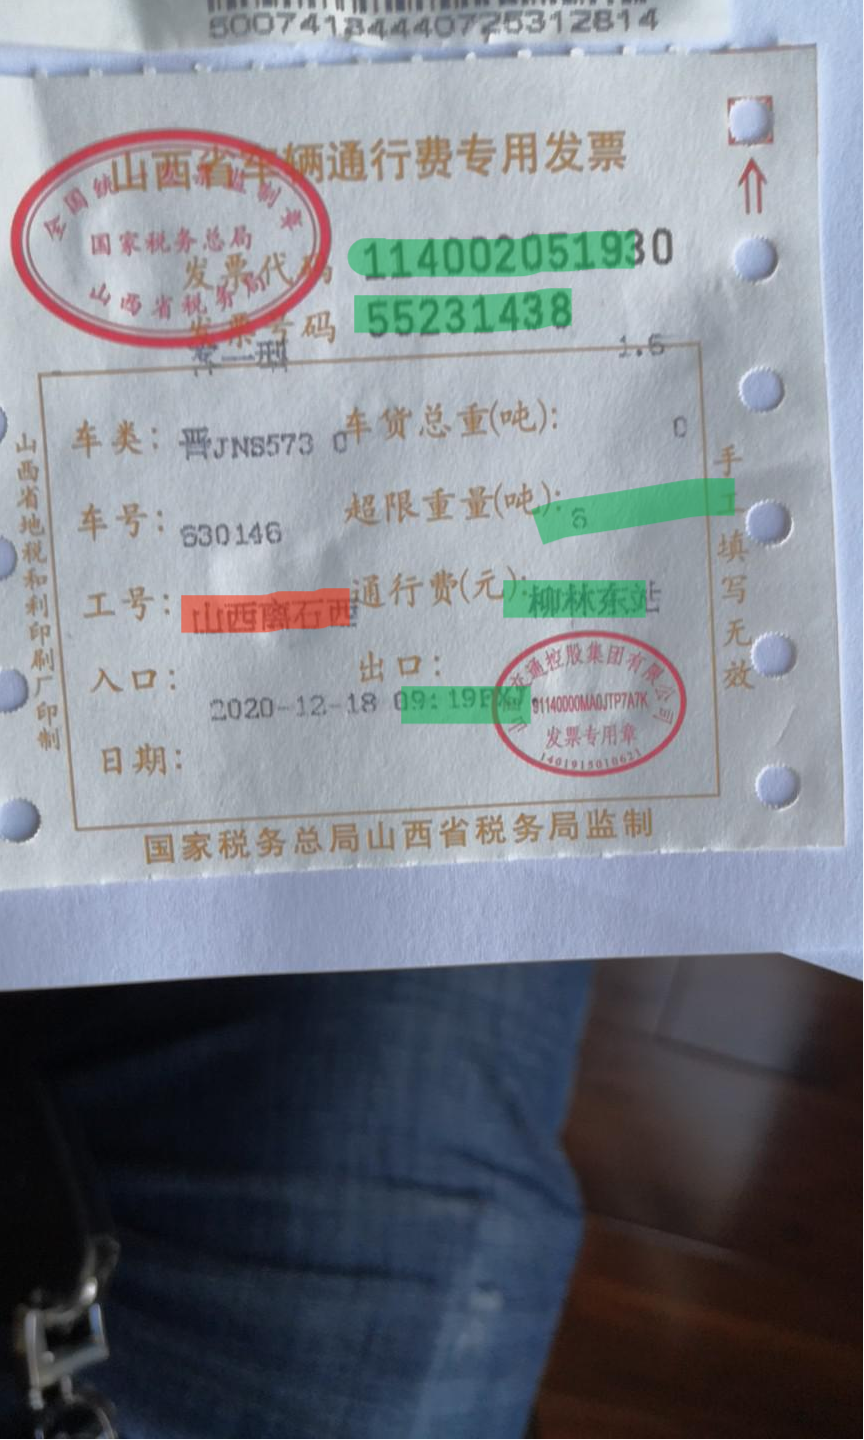 50074184440725312814
山西省车辆通行费专用发票
全国统一发票监制章
国家税务总局
山西省税务局
发票代码 114002051930
发票号码 55231438
客一型 1.5
车类: 晋JNS573 0 车货总重(吨): 0
车号: 630146 超限重量(吨): 6
工号: 山西离石西 通行费(元): 柳林东站
入口: 出口:
2020-12-18 09:19
日期:
交通控股集团有限公司
91140000MA0JTP7A7K
发票专用章
1401915010621
国家税务总局山西省税务局监制
山西省地税和利印刷厂印制
手工填写无效